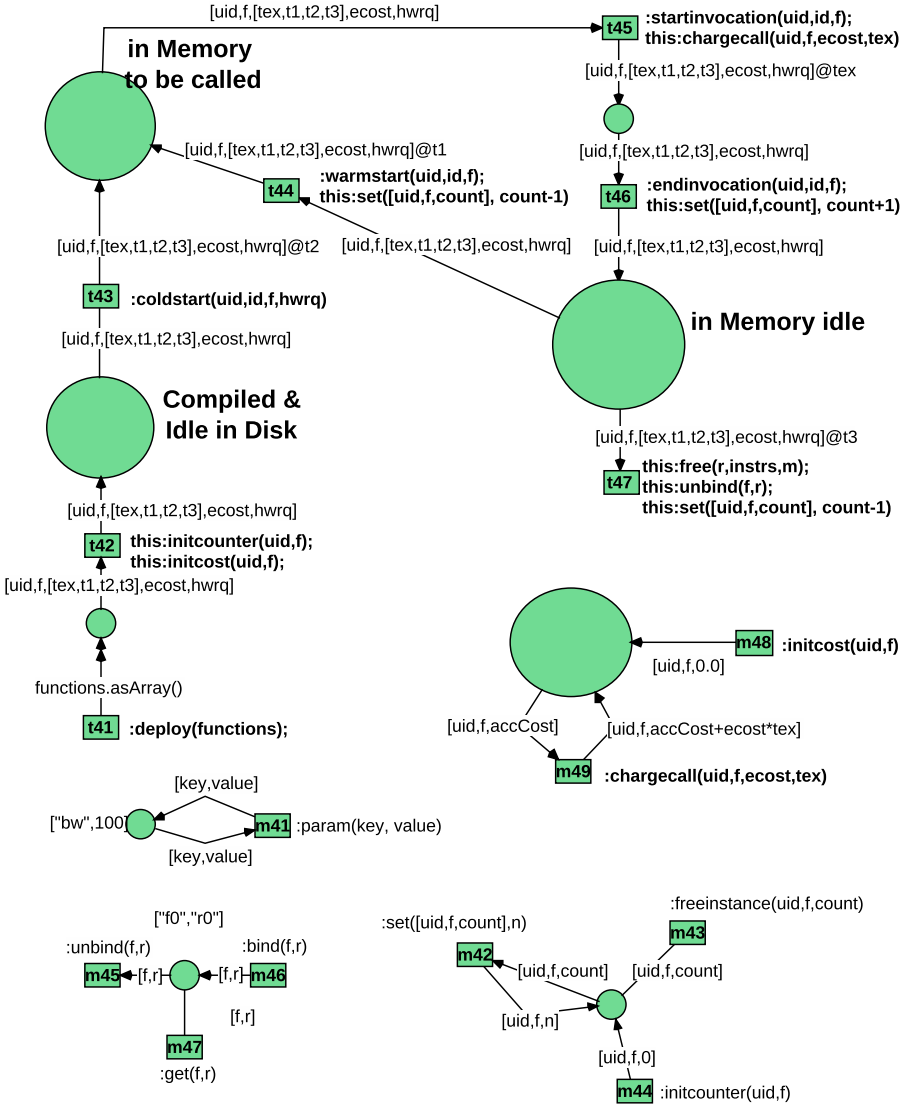 [uid,f,[tex,t1,t2,t3],ecost,hwrq]
t45
:startinvocation(uid,id,f);
this:chargecall(uid,f,ecost,tex)
in Memory
to be called
[uid,f,[tex,t1,t2,t3],ecost,hwrq]@tex
[uid,f,[tex,t1,t2,t3],ecost,hwrq]@t1
[uid,f,[tex,t1,t2,t3],ecost,hwrq]
t44
:warmstart(uid,id,f);
this:set([uid,f,count], count-1)
t46
:endinvocation(uid,id,f);
this:set([uid,f,count], count+1)
[uid,f,[tex,t1,t2,t3],ecost,hwrq]@t2
[uid,f,[tex,t1,t2,t3],ecost,hwrq]
[uid,f,[tex,t1,t2,t3],ecost,hwrq]
t43
:coldstart(uid,id,f,hwrq)
in Memory idle
[uid,f,[tex,t1,t2,t3],ecost,hwrq]
Compiled &
Idle in Disk
[uid,f,[tex,t1,t2,t3],ecost,hwrq]@t3
t47
this:free(r,instrs,m);
this:unbind(f,r);
this:set([uid,f,count], count-1)
[uid,f,[tex,t1,t2,t3],ecost,hwrq]
t42
this:initcounter(uid,f);
this:initcost(uid,f);
[uid,f,[tex,t1,t2,t3],ecost,hwrq]
m48
:initcost(uid,f)
[uid,f,0.0]
functions.asArray()
t41
:deploy(functions);
[uid,f,accCost]
[uid,f,accCost+ecost*tex]
m49
:chargecall(uid,f,ecost,tex)
[key,value]
["bw",100]
m41
:param(key, value)
[key,value]
["f0","r0"]
:unbind(f,r)
:bind(f,r)
m45
[f,r]
[f,r]
m46
[f,r]
m47
:get(f,r)
:freeinstance(uid,f,count)
:set([uid,f,count],n)
m43
m42
[uid,f,count]
[uid,f,count]
[uid,f,n]
[uid,f,0]
m44
:initcounter(uid,f)